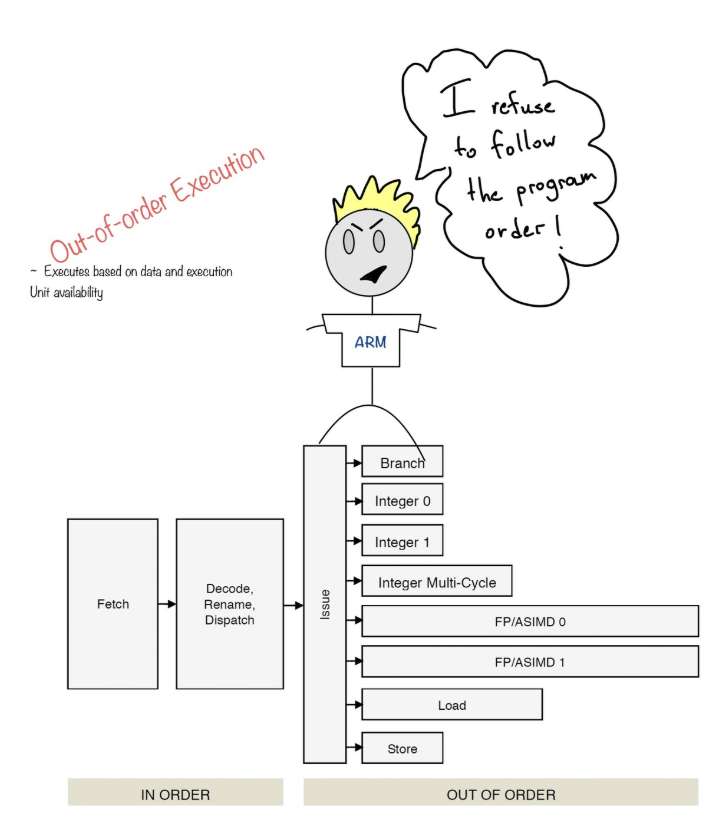 I refuse
to follow
the program
order!
Out-of-order Execution
~ Executes based on data and execution
Unit availability
ARM
Branch
Integer 0
Integer 1
Integer Multi-Cycle
FP/ASIMD 0
FP/ASIMD 1
Load
Store
Issue
Fetch
Decode,
Rename,
Dispatch
IN ORDER
OUT OF ORDER